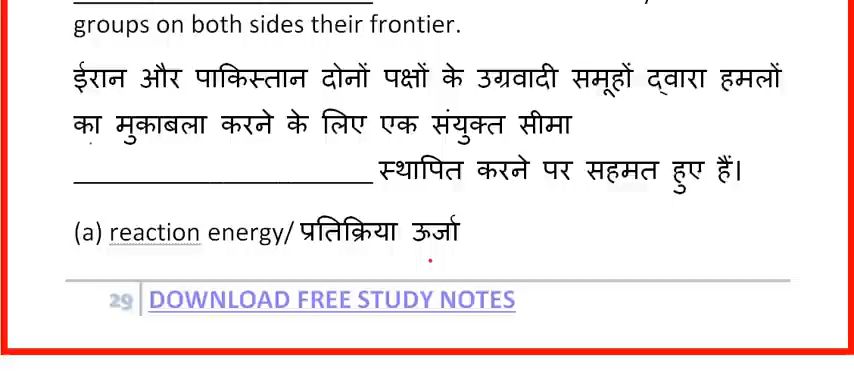 groups on both sides their frontier.
ईरान और पाकिस्तान दोनों पक्षों के उग्रवादी समूहों द्वारा हमलों
का मुकाबला करने के लिए एक संयुक्त सीमा
____________________ स्थापित करने पर सहमत हुए हैं।
(a) reaction energy/ प्रतिक्रिया ऊर्जा
29 DOWNLOAD FREE STUDY NOTES